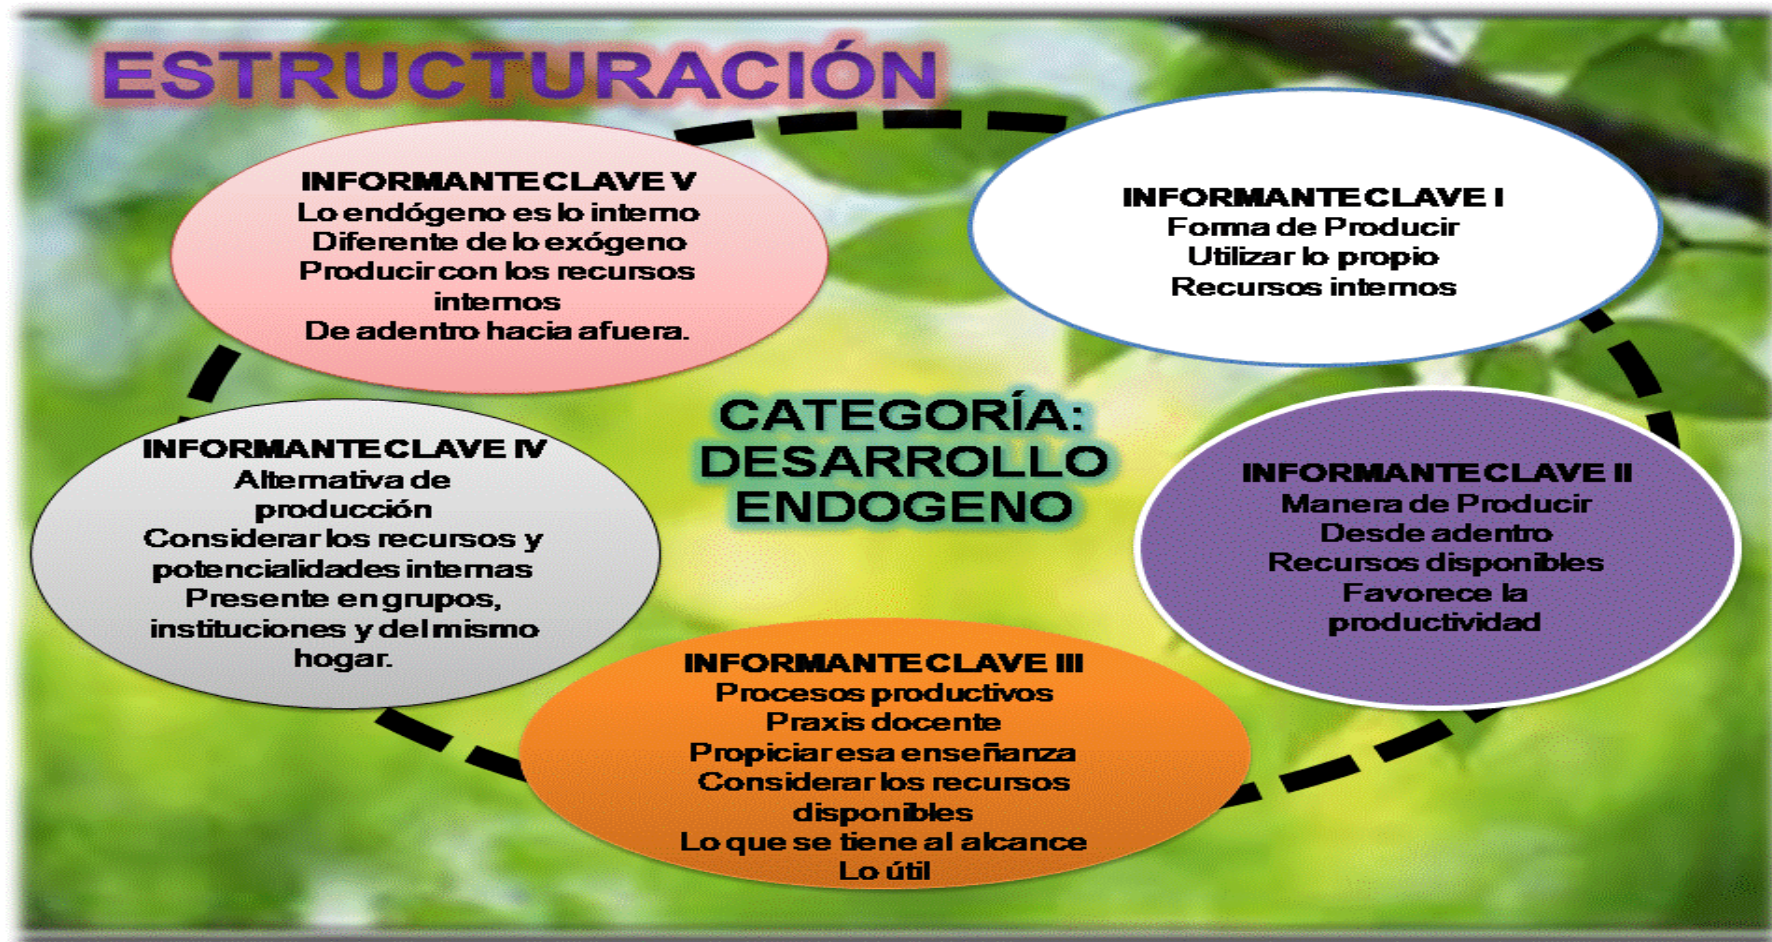 ESTRUCTURACIÓN
INFORMANTE CLAVE I
Forma de Producir
Utilizar lo propio
Recursos internos
INFORMANTE CLAVE II
Manera de Producir
Desde adentro
Recursos disponibles
Favorece la
productividad
INFORMANTE CLAVE III
Procesos productivos
Praxis docente
Propiciar esa enseñanza
Considerar los recursos
disponibles
Lo que se tiene al alcance
Lo útil
INFORMANTE CLAVE IV
Alternativa de
producción
Considerar los recursos y
potencialidades internas
Presente en grupos,
instituciones y del mismo
hogar.
INFORMANTE CLAVE V
Lo endógeno es lo interno
Diferente de lo exógeno
Producir con los recursos
internos
De adentro hacia afuera.
CATEGORÍA:
DESARROLLO
ENDOGENO